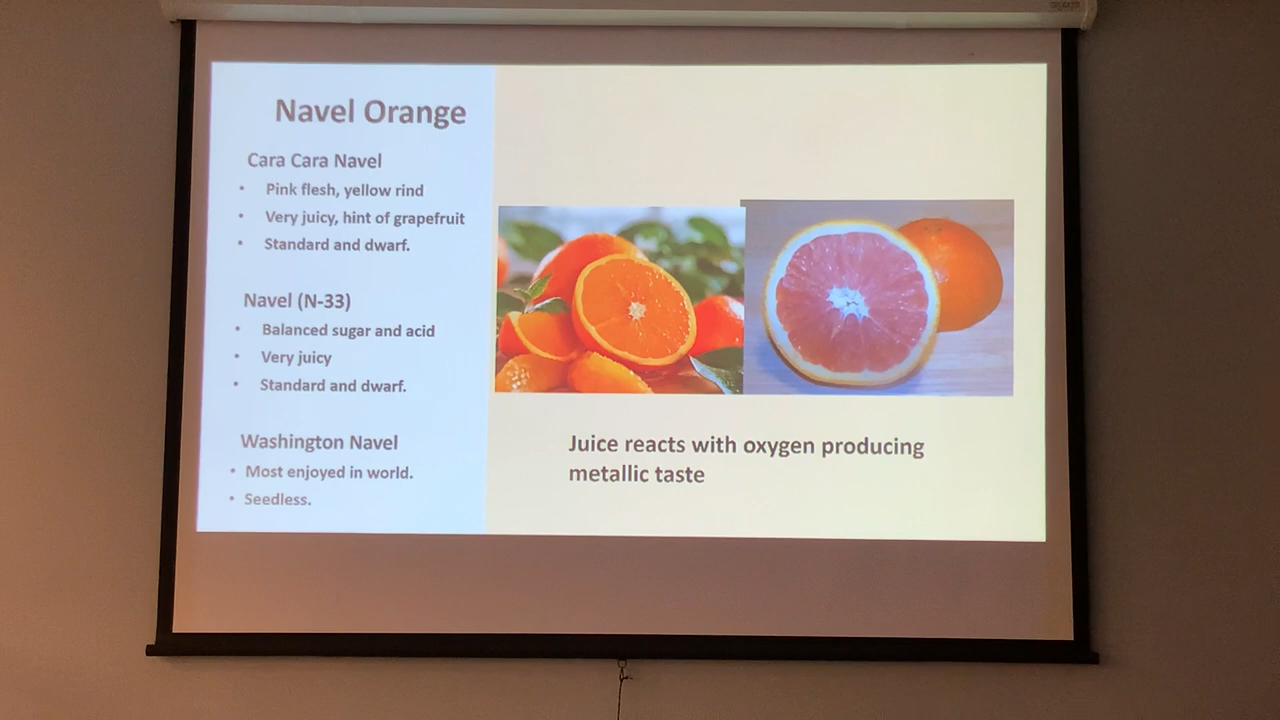 Navel Orange
Cara Cara Navel
• Pink flesh, yellow rind
• Very juicy, hint of grapefruit
• Standard and dwarf.
Navel (N-33)
• Balanced sugar and acid
• Very juicy
• Standard and dwarf.
Washington Navel
• Most enjoyed in world.
• Seedless.
Juice reacts with oxygen producing
metallic taste